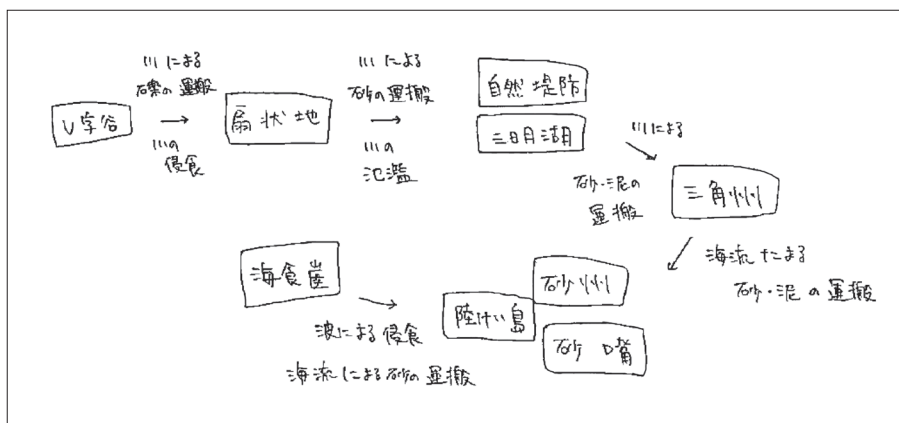 V字谷
川による
礫の運搬
川の
侵食
扇状地
川による
砂の運搬
川の
氾濫
自然堤防
三日月湖
川による
砂・泥の
運搬
三角州
海流による
砂・泥の運搬
海食崖
波による侵食
海流による砂の運搬
陸けい島
砂州
砂嘴